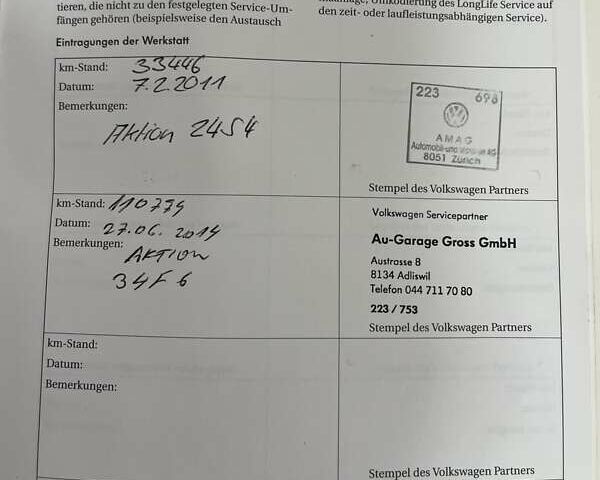 tieren, die nicht zu den festgelegten Service-Um-
fängen gehören (beispielsweise den Austausch
Umkodierung des LongLife Service auf
den zeit- oder laufleistungsabhängigen Service).
Eintragungen der Werkstatt
km-Stand: 33446
Datum: 7.2.2011
Bemerkungen:
Aktion 24S4
223 698
AMAG
Automobil- und
8051 Zürich
Stempel des Volkswagen Partners
km-Stand: 110779
Datum: 27.06.2014
Bemerkungen:
AKTION
34F6
Volkswagen Servicepartner
Au-Garage Gross GmbH
Austrasse 8
8134 Adliswil
Telefon 044 711 70 80
223 / 753
Stempel des Volkswagen Partners
km-Stand:
Datum:
Bemerkungen:
Stempel des Volkswagen Partners